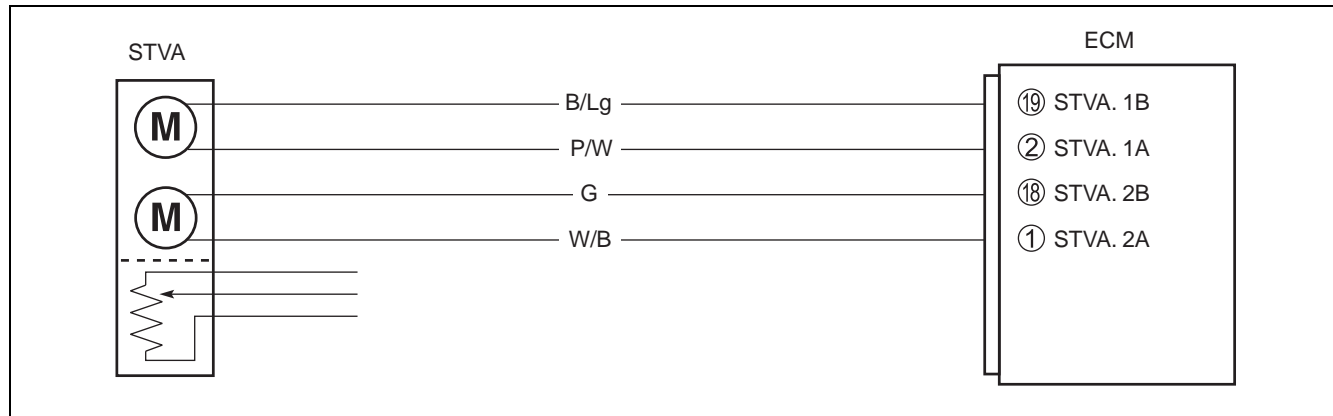 STVA
ECM
M
B/Lg
⑲ STVA. 1B
P/W
② STVA. 1A
M
G
⑱ STVA. 2B
W/B
① STVA. 2A